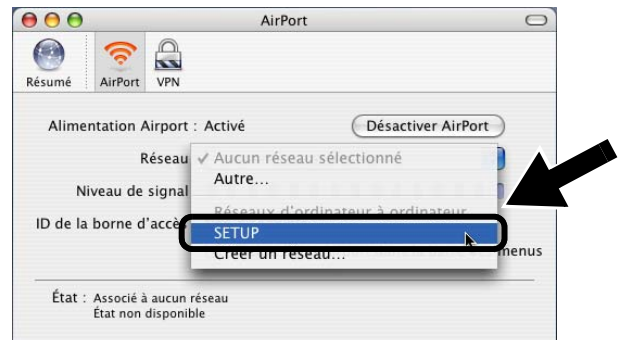 AirPort
Résumé AirPort VPN
Alimentation Airport : Activé Désactiver AirPort
Réseau ✓ Aucun réseau sélectionné
Autre...
Niveau de signal
Réseaux d'ordinateur à ordinateur
ID de la borne d'accès
SETUP
Créer un réseau... menus
État : Associé à aucun réseau
État non disponible